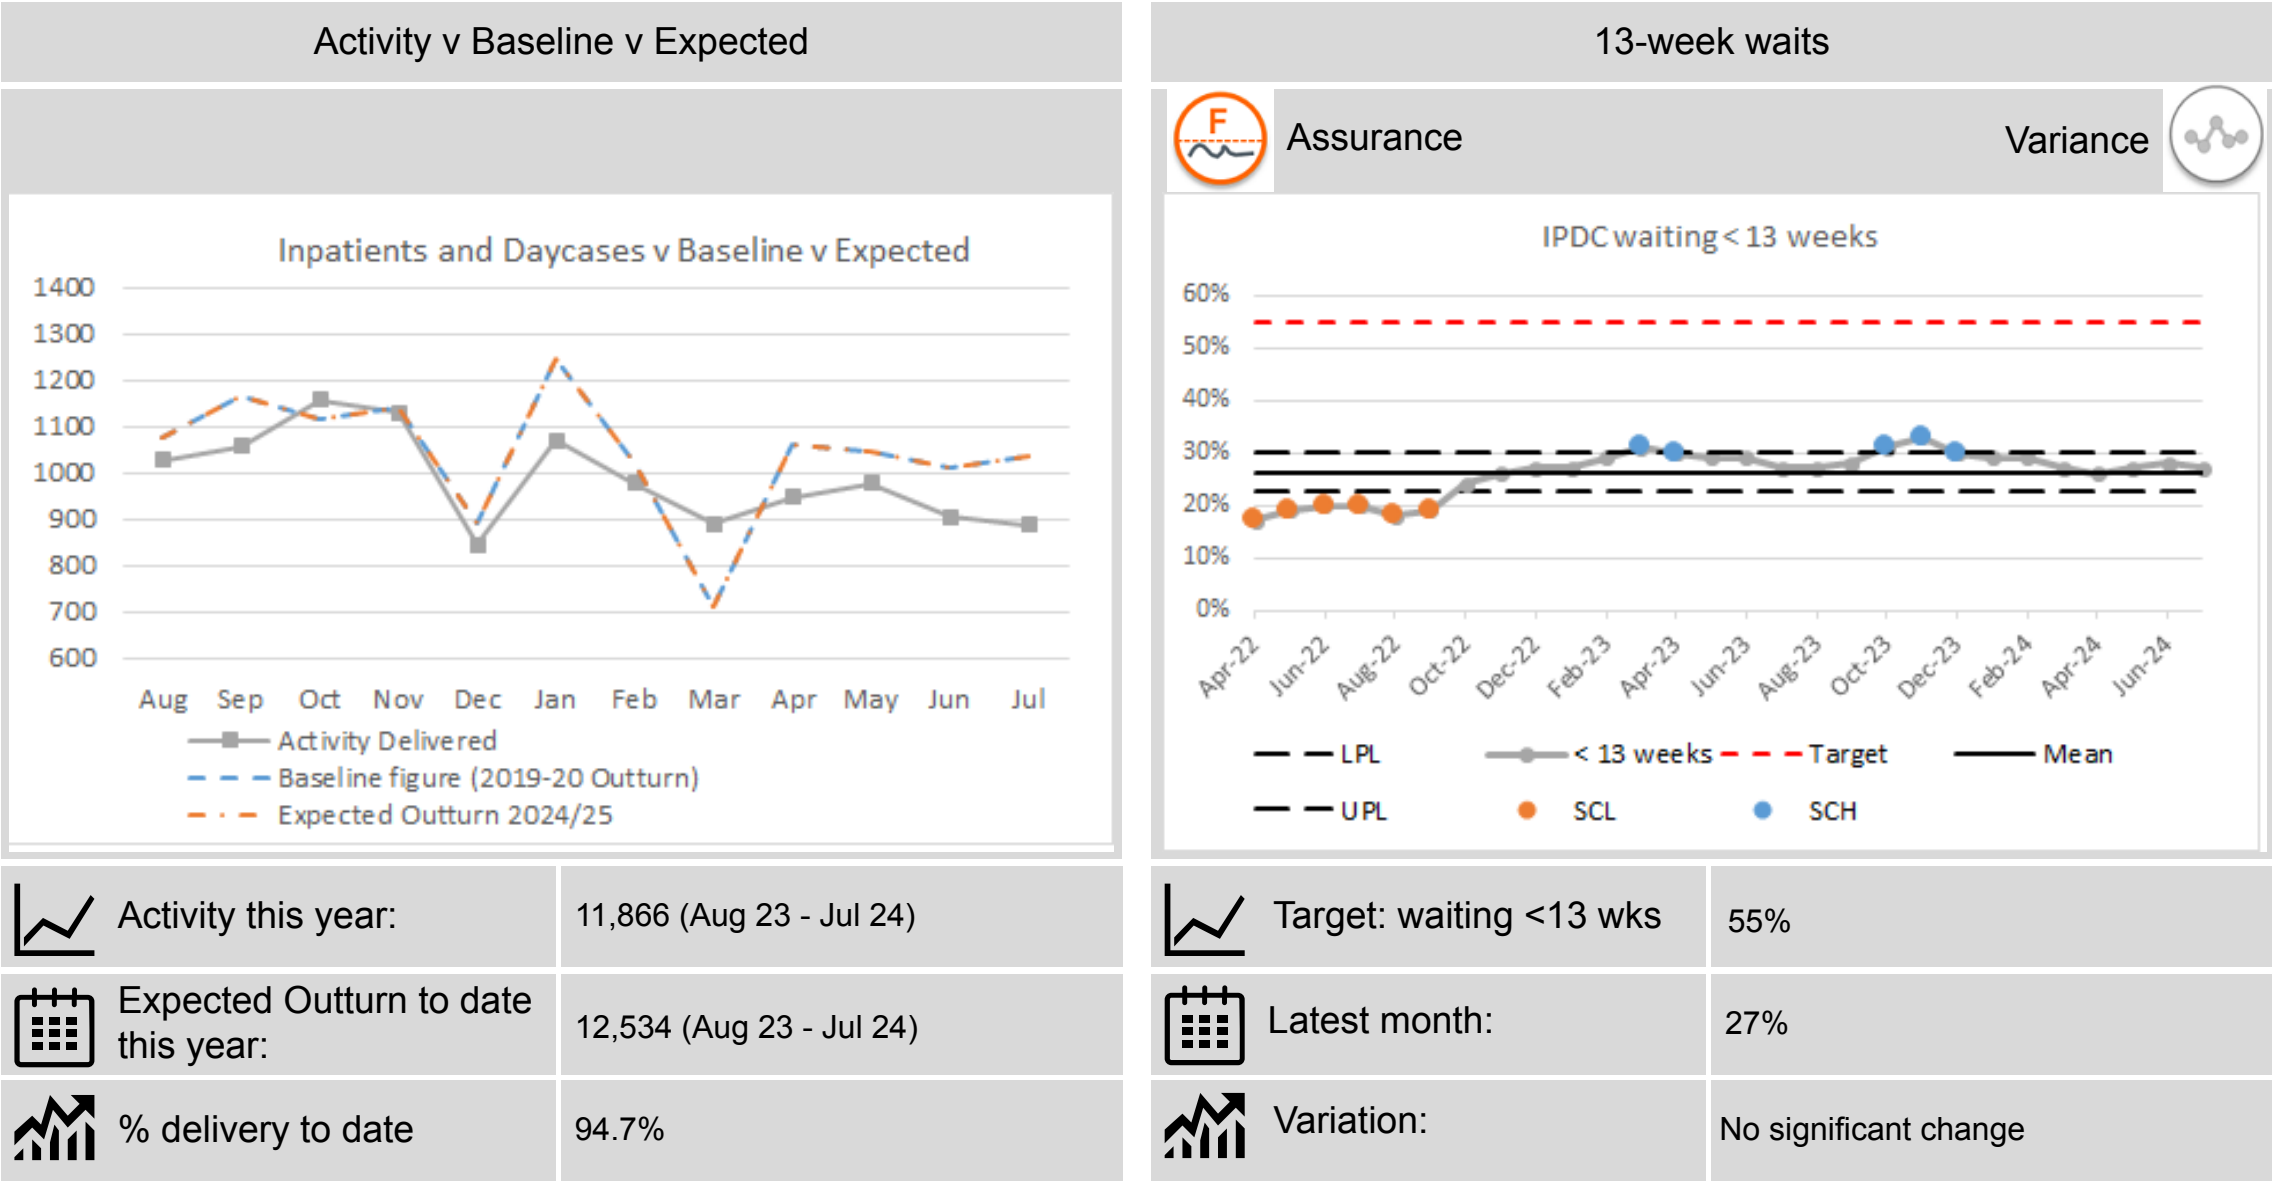 Activity v Baseline v Expected
Inpatients and Daycases v Baseline v Expected
1400
1300
1200
1100
1000
900
800
700
600
Aug Sep Oct Nov Dec Jan Feb Mar Apr May Jun Jul
Activity Delivered
Baseline figure (2019-20 Outturn)
Expected Outturn 2024/25
Activity this year: 11,866 (Aug 23 - Jul 24)
Expected Outturn to date
this year:
12,534 (Aug 23 - Jul 24)
% delivery to date 94.7%
13-week waits
F
Assurance
Variance
IPDC waiting < 13 weeks
60%
50%
40%
30%
20%
10%
0%
Apr-22 Jun-22 Aug-22 Oct-22 Dec-22 Feb-23 Apr-23 Jun-23 Aug-23 Oct-23 Dec-23 Feb-24 Apr-24 Jun-24
LPL < 13 weeks Target Mean
UPL SCL SCH
Target: waiting <13 wks 55%
Latest month: 27%
Variation: No significant change